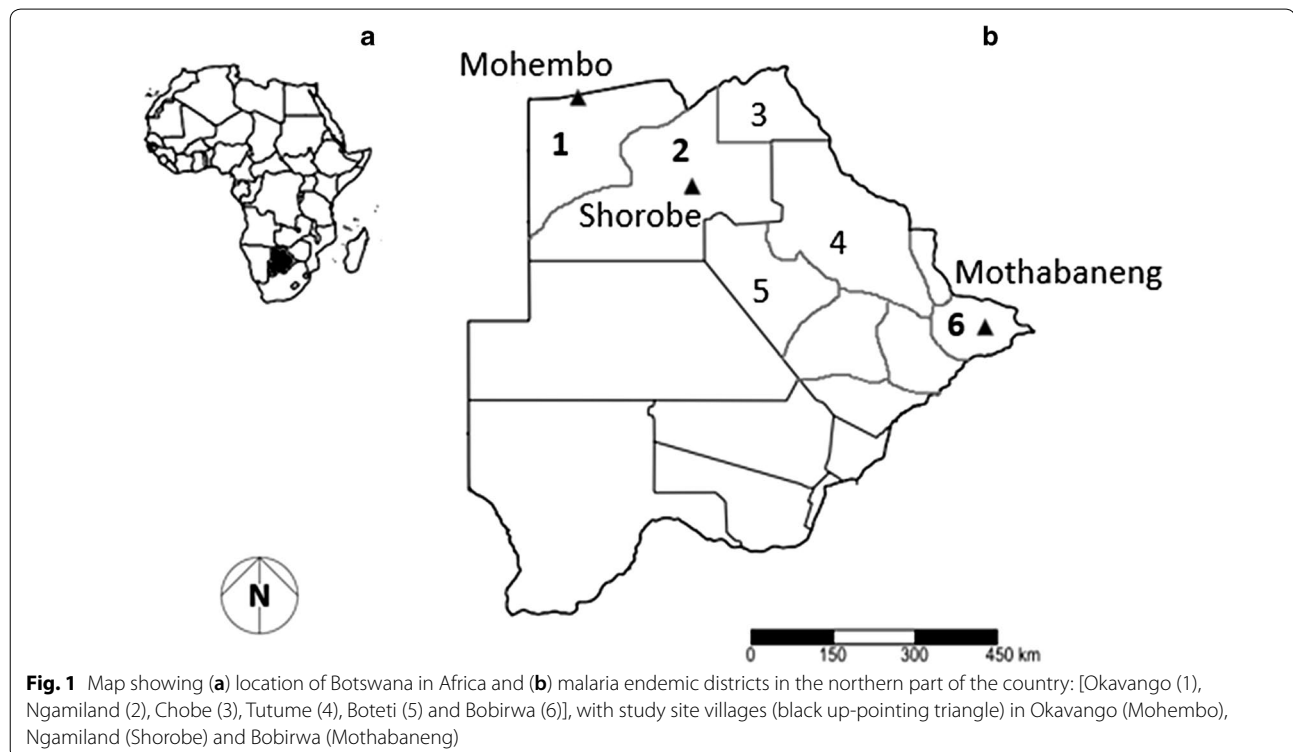 a
b
Mohembo
1
2
3
Shorobe
4
Mothabaneng
5
6
N
0 150 300 450 km
Fig. 1 Map showing (a) location of Botswana in Africa and (b) malaria endemic districts in the northern part of the country: [Okavango (1),
Ngamiland (2), Chobe (3), Tutume (4), Boteti (5) and Bobirwa (6)], with study site villages (black up-pointing triangle) in Okavango (Mohembo),
Ngamiland (Shorobe) and Bobirwa (Mothabaneng)